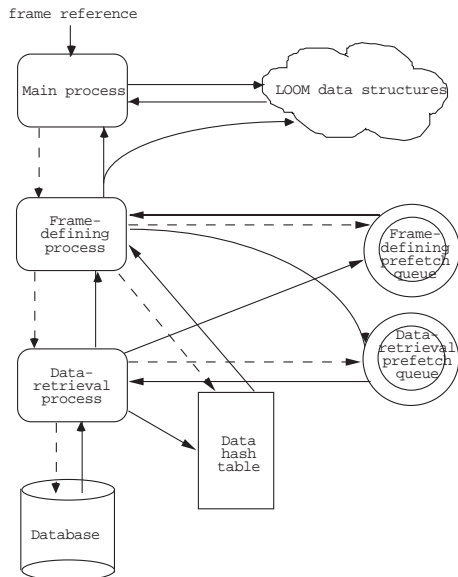 frame reference
Main process
LOOM data structures
Frame-
defining
process
Frame-
defining
prefetch
queue
Data-
retrieval
prefetch
queue
Data-
retrieval
process
Data
hash
table
Database